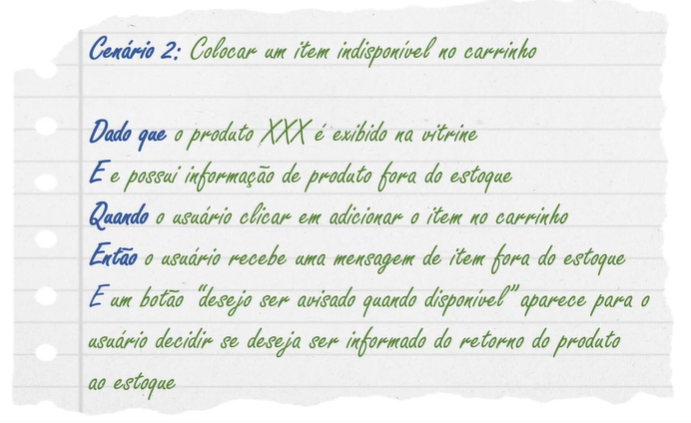 Cenário 2: Colocar um item indisponível no carrinho
Dado que o produto XXX é exibido na vitrine
E e possui informação de produto fora do estoque
Quando o usuário clicar em adicionar o item no carrinho
Então o usuário recebe uma mensagem de item fora do estoque
E um botão “desejo ser avisado quando disponível” aparece para o
usuário decidir se deseja ser informado do retorno do produto
ao estoque